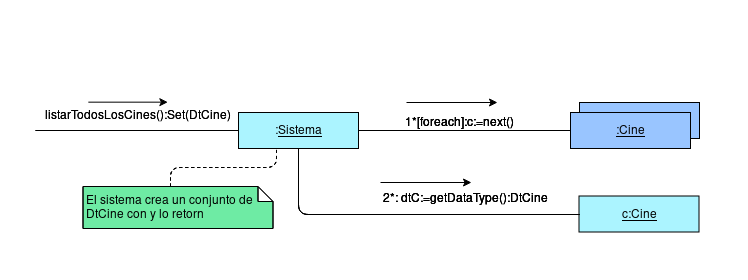 listarTodosLosCines():Set(DtCine)
:Sistema
1*[foreach]:c:=next()
:Cine
El sistema crea un conjunto de
DtCine con y lo retorn
2*: dtC:=getDataType():DtCine
c:Cine